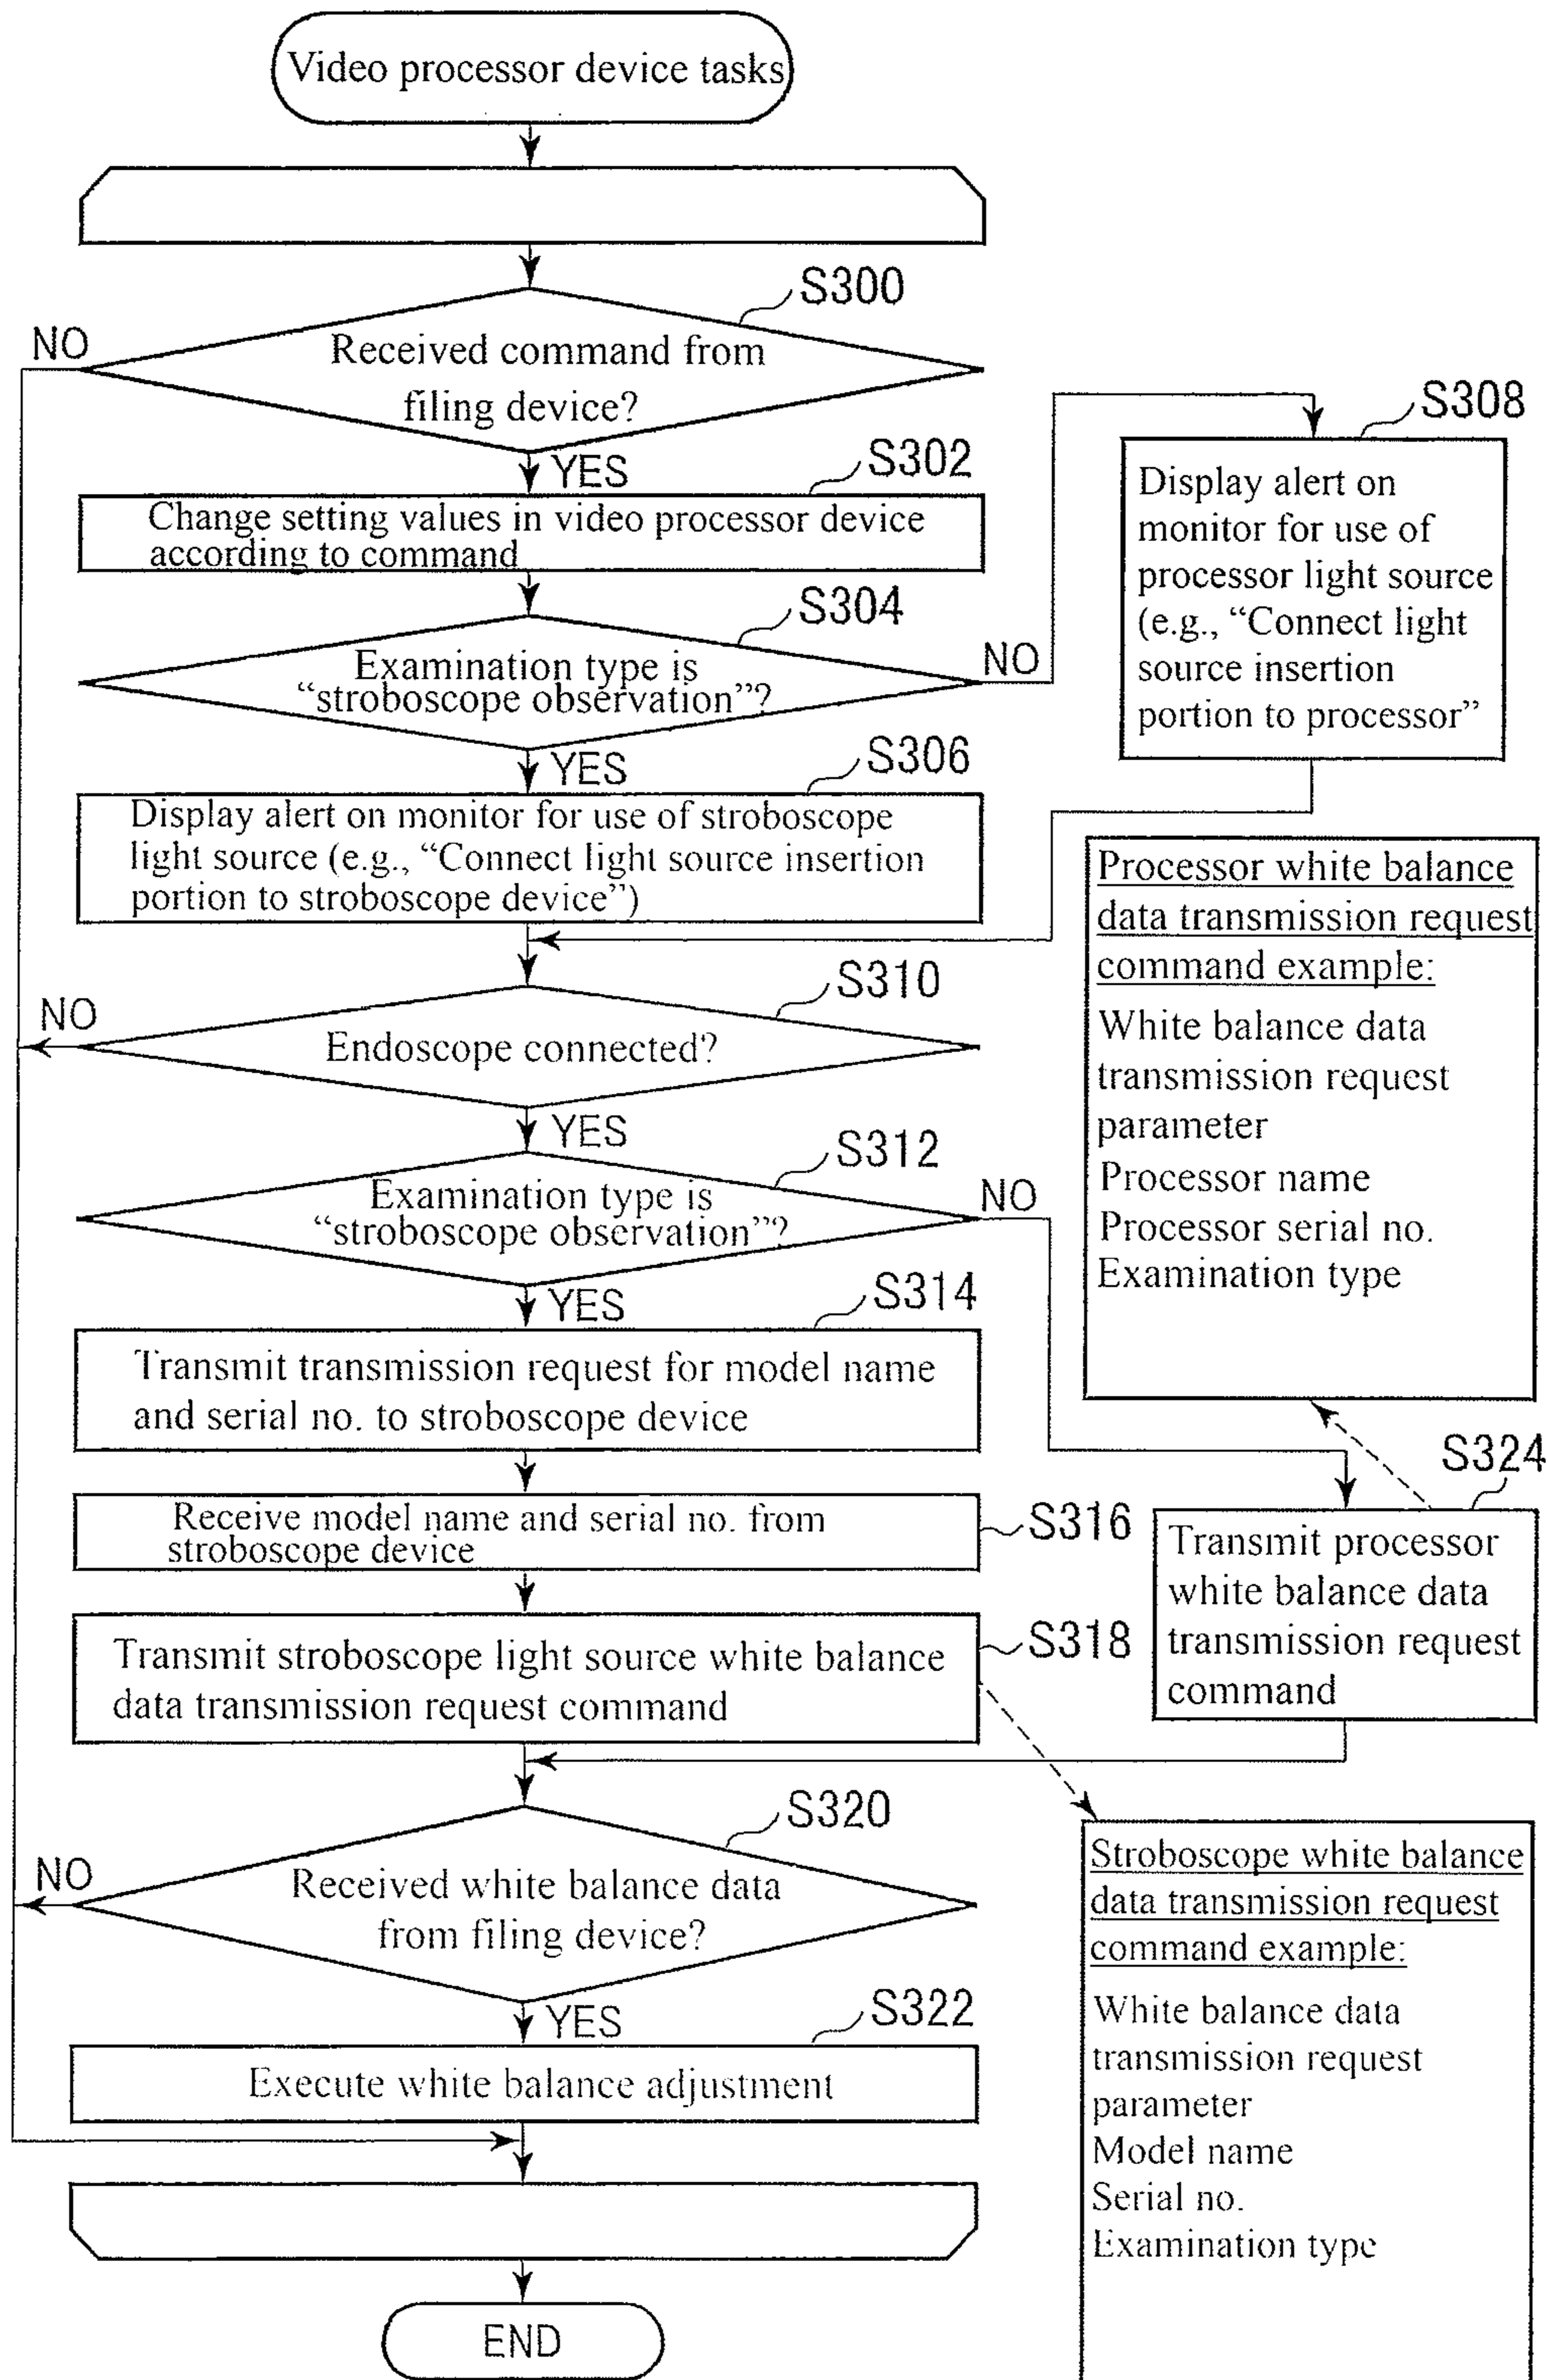 Video processor device tasks
S300
NO
Received command from
filing device?
YES
S302
Change setting values in video processor device
according to command
S304
Examination type is
“stroboscope observation”?
NO
S308
Display alert on
monitor for use of
processor light source
(e.g., “Connect light
source insertion
portion to processor”
YES
S306
Display alert on monitor for use of stroboscope
light source (e.g., “Connect light source insertion
portion to stroboscope device”)
S310
NO
Endoscope connected?
YES
S312
Examination type is
“stroboscope observation”?
NO
YES
S314
Transmit transmission request for model name
and serial no. to stroboscope device
Receive model name and serial no. from
stroboscope device
S316
Transmit stroboscope light source white balance
data transmission request command
S318
Processor white balance
data transmission request
command example:
White balance data
transmission request
parameter
Processor name
Processor serial no.
Examination type
S324
Transmit processor
white balance data
transmission request
command
S320
NO
Received white balance data
from filing device?
YES
S322
Execute white balance adjustment
END
Stroboscope white balance
data transmission request
command example:
White balance data
transmission request
parameter
Model name
Serial no.
Examination type